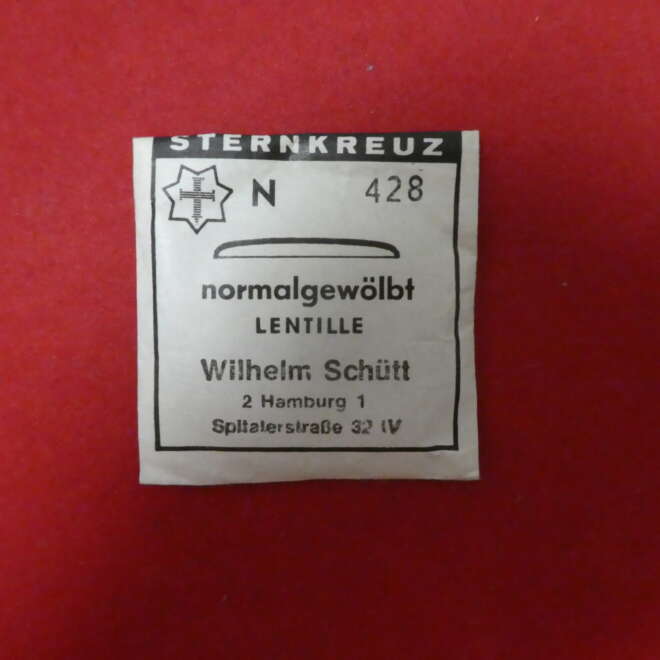 STERNKREUZ
N 428
normalgewölbt
LENTILLE
Wilhelm Schütt
2 Hamburg 1
Spitalerstraße 32 IV